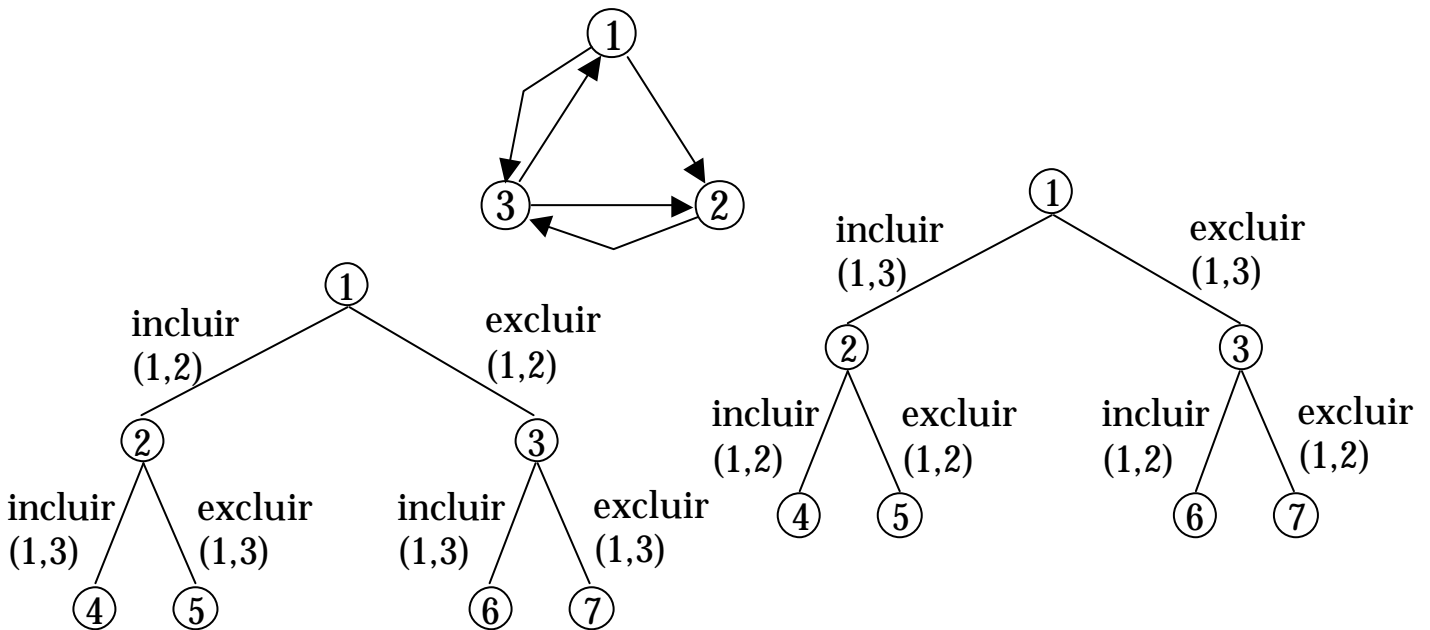 1
3
2
1
incluir
(1,2)
excluir
(1,2)
2
3
incluir
(1,3)
excluir
(1,3)
incluir
(1,3)
excluir
(1,3)
4
5
6
7
1
incluir
(1,3)
excluir
(1,3)
2
3
incluir
(1,2)
excluir
(1,2)
incluir
(1,2)
excluir
(1,2)
4
5
6
7